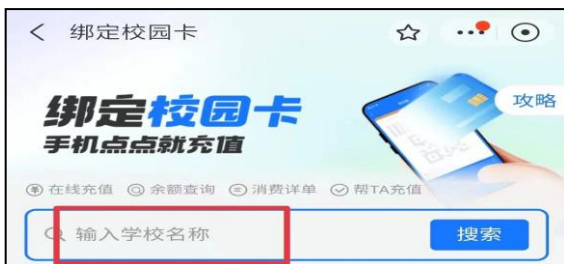 绑定校园卡
攻略
绑定校园卡
手机点点就充值
在线充值 余额查询 消费详单 帮TA充值
输入学校名称 搜索